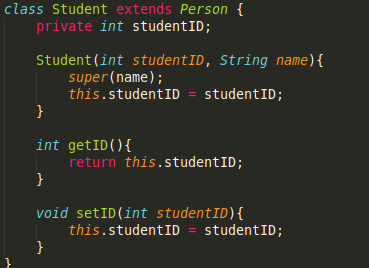 class Student extends Person {
    private int studentID;

    Student(int studentID, String name){
        super(name);
        this.studentID = studentID;
    }

    int getID(){
        return this.studentID;
    }

    void setID(int studentID){
        this.studentID = studentID;
    }
}